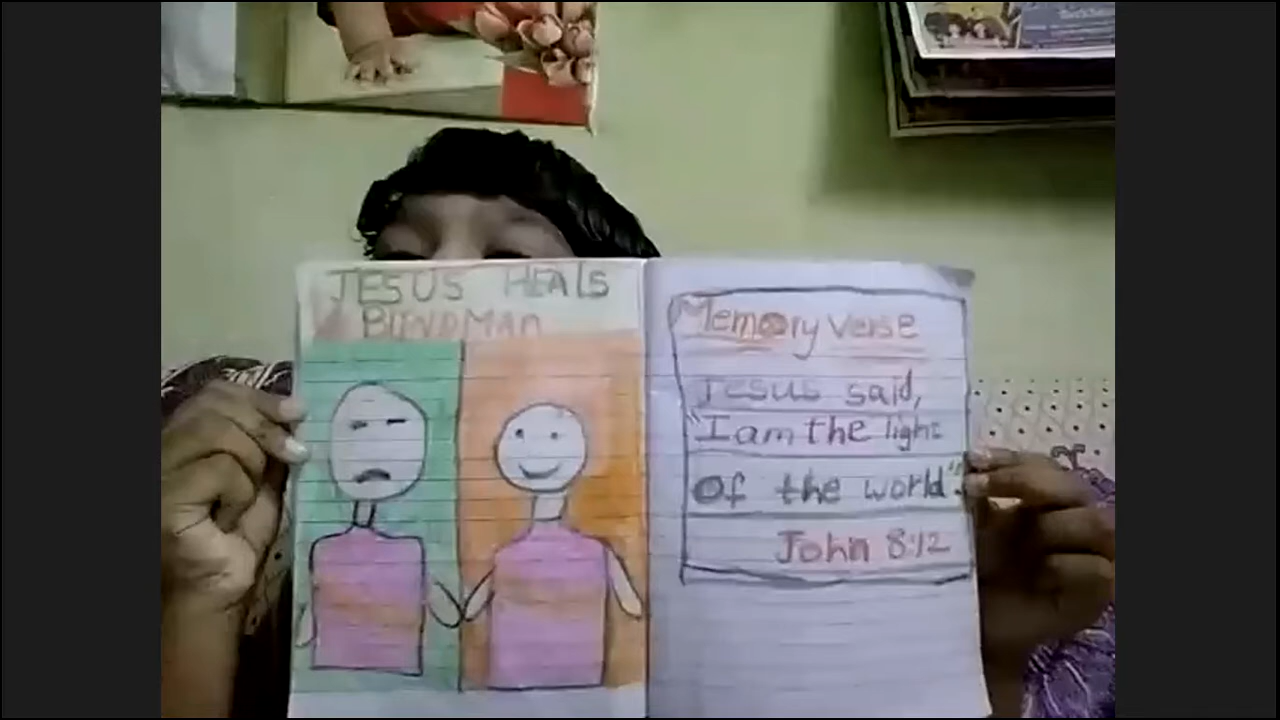 JESUS HEALS
BLINDMAN
Memory verse
Jesus said,
"I am the light
of the world".
John 8:12